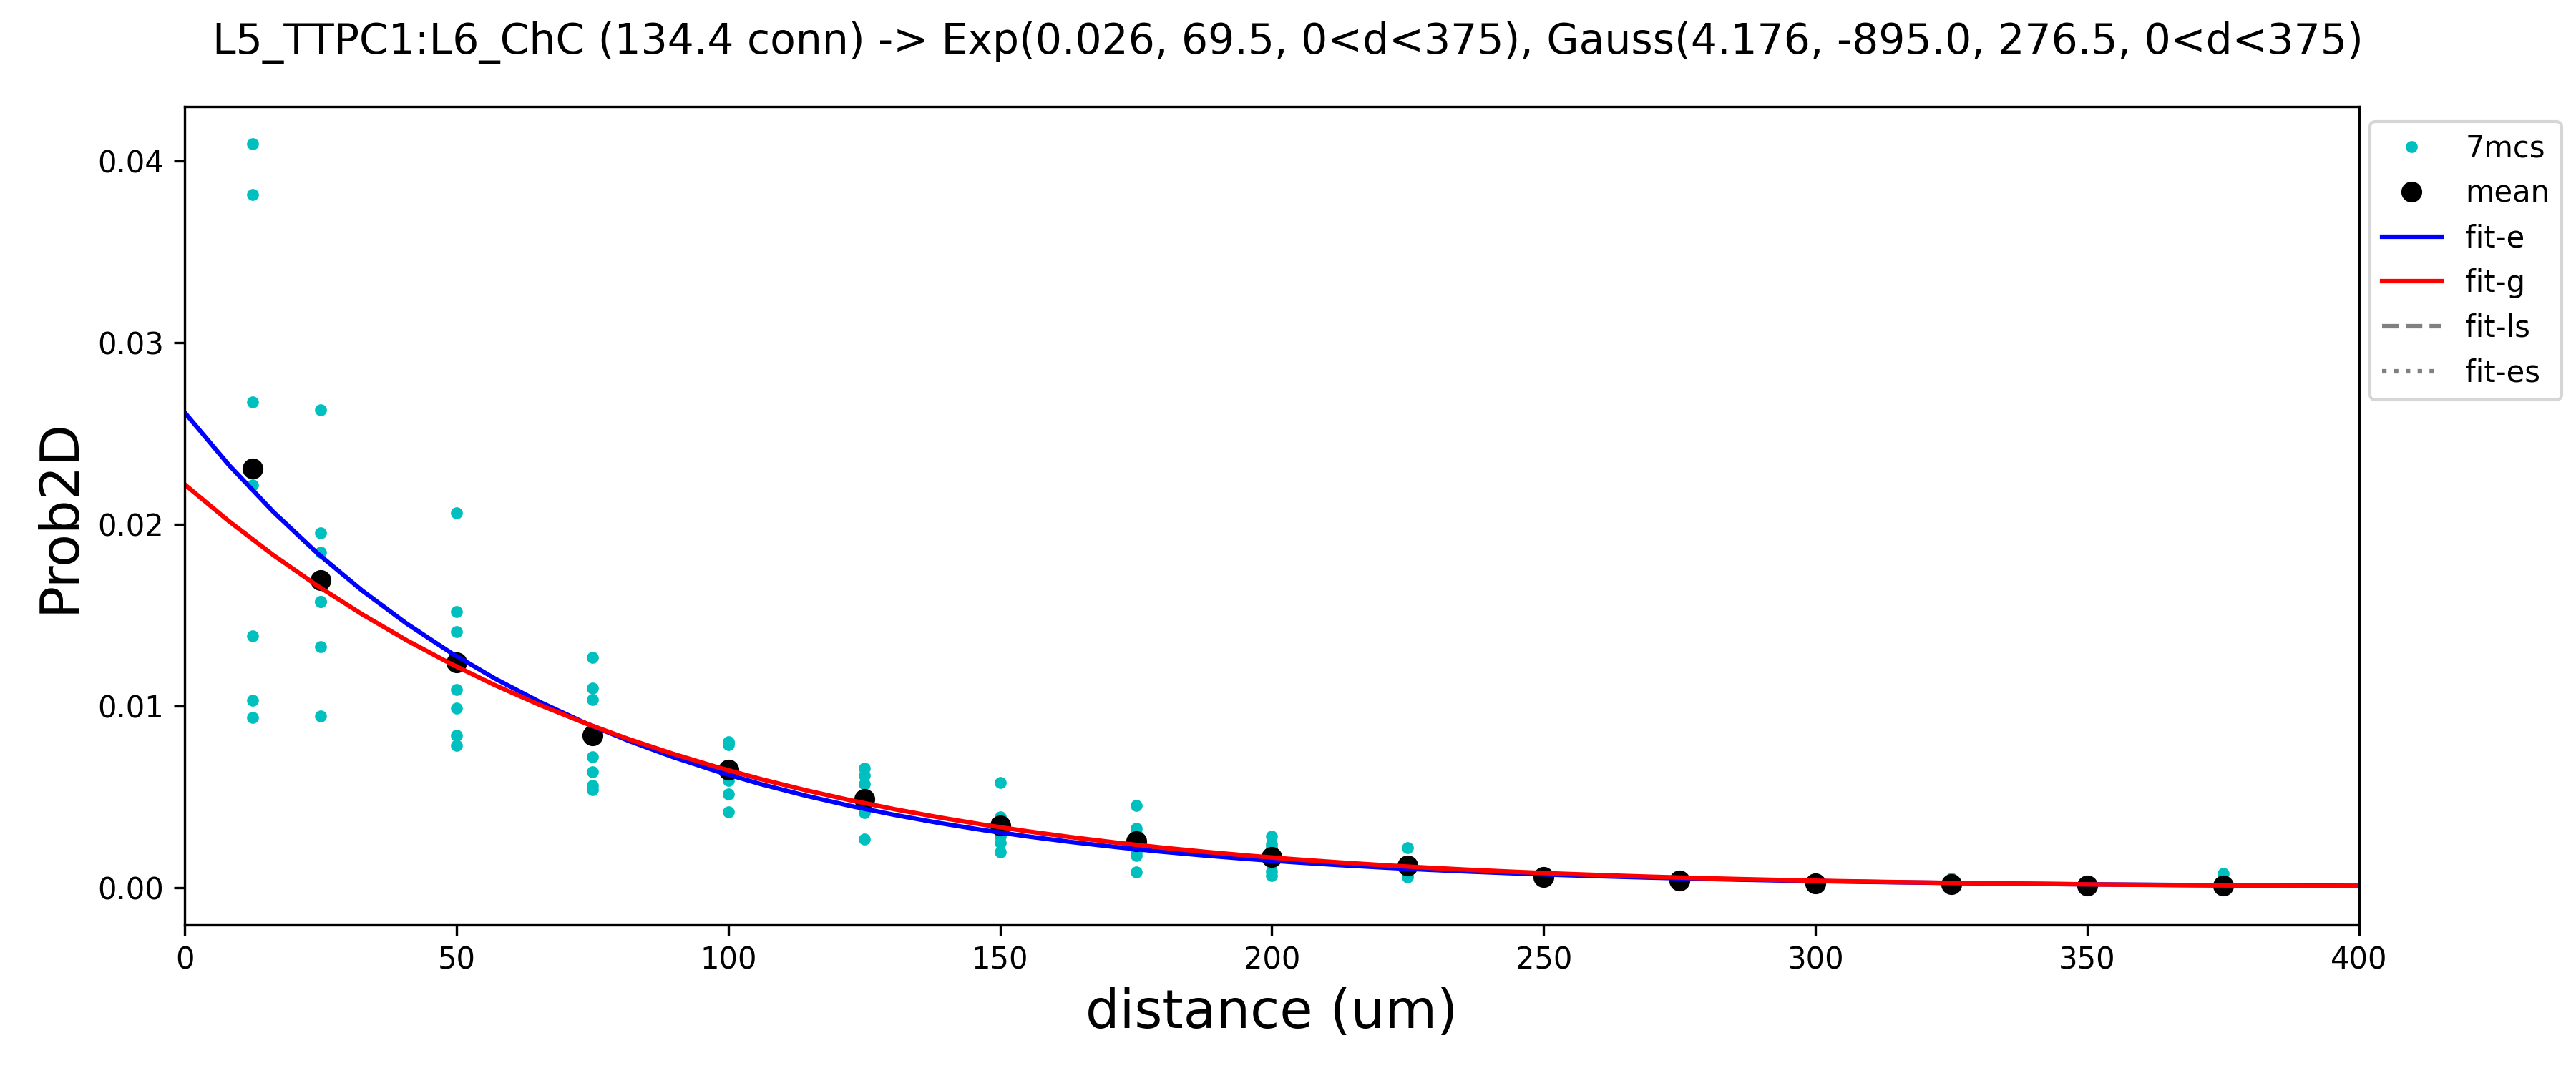 L5_TTPC1:L6_ChC (134.4 conn) -> Exp(0.026, 69.5, 0<d<375), Gauss(4.176, -895.0, 276.5, 0<d<375)
7mcs
mean
fit-e
fit-g
fit-ls
fit-es
Prob2D
0.04
0.03
0.02
0.01
0.00
0 50 100 150 200 250 300 350 400
distance (um)